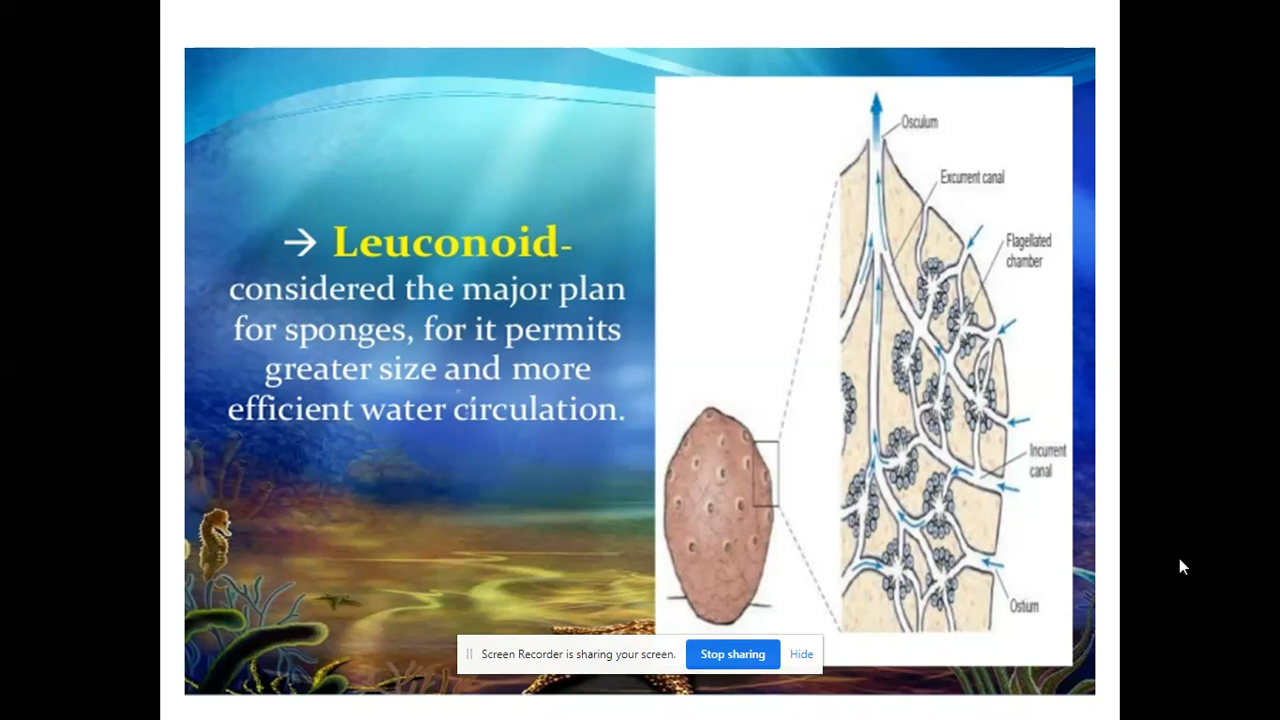 → Leuconoid-
considered the major plan
for sponges, for it permits
greater size and more
efficient water circulation.
Osculum
Excurrent canal
Flagellated
chamber
Incurrent
canal
Ostium
Screen Recorder is sharing your screen.
Stop sharing
Hide